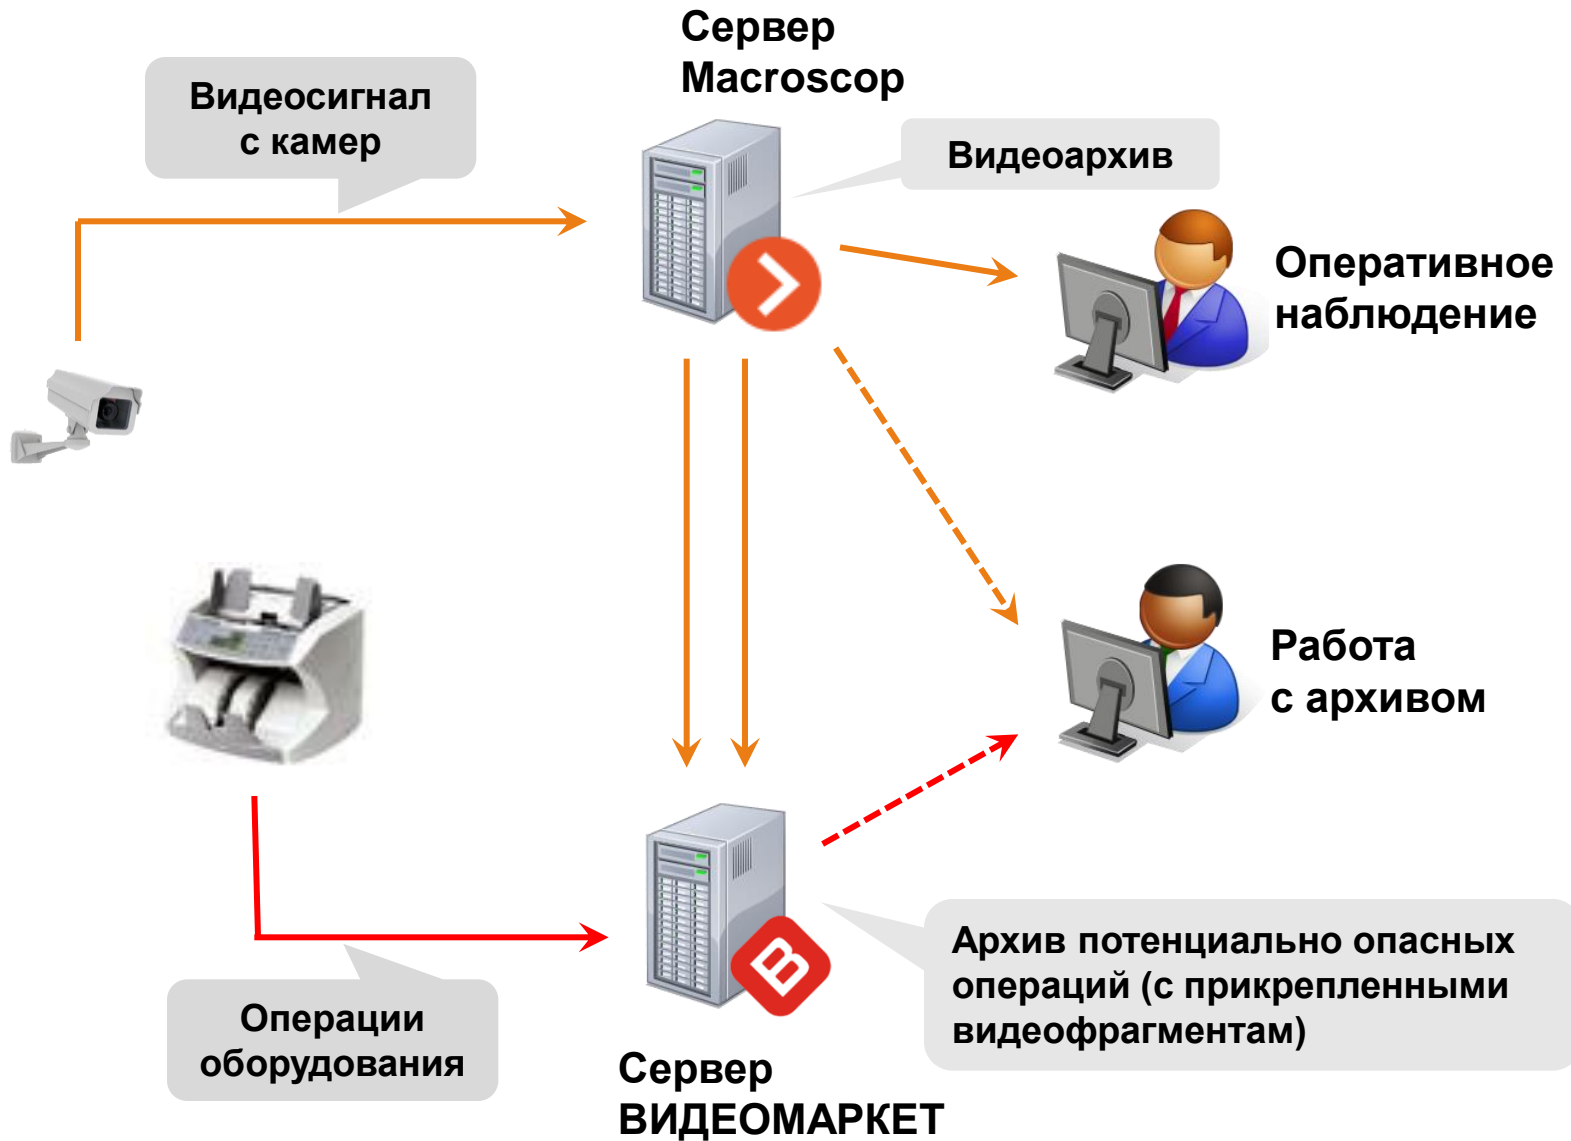 Сервер
Macroscop
Видеосигнал
с камер
Видеоархив
Оперативное
наблюдение
Работа
с архивом
Архив потенциально опасных
операций (с прикрепленными
видеофрагментам)
Операции
оборудования
Сервер
ВИДЕОМАРКЕТ
В